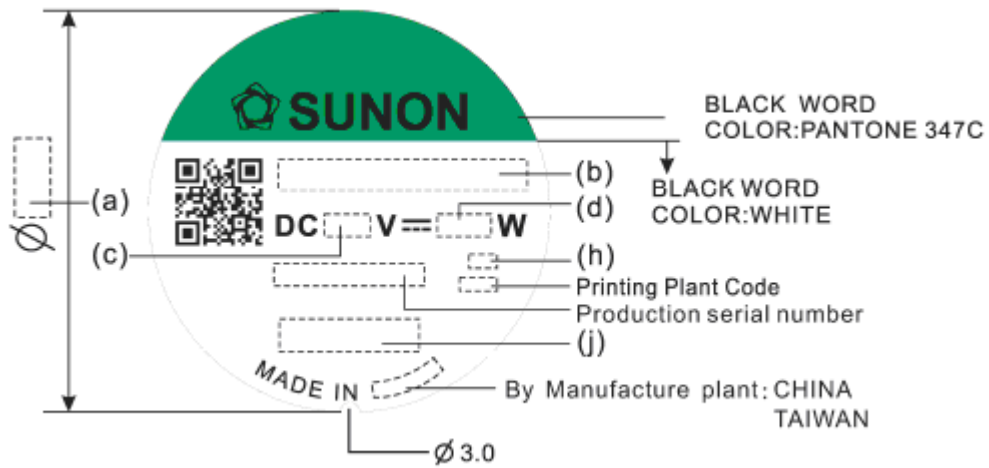 SUNON
BLACK WORD
COLOR:PANTONE 347C
BLACK WORD
COLOR:WHITE
(a)
(b)
DC V W
(d)
(c)
(h)
Printing Plant Code
Production serial number
(j)
MADE IN
By Manufacture plant: CHINA
TAIWAN
Ø
Ø 3.0